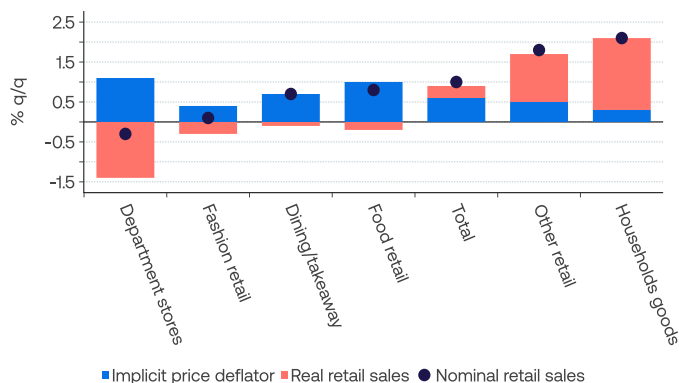 % q/q
2.5
1.5
0.5
-0.5
-1.5
Department stores
Fashion retail
Dining/takeaway
Food retail
Total
Other retail
Households goods
Implicit price deflator Real retail sales Nominal retail sales